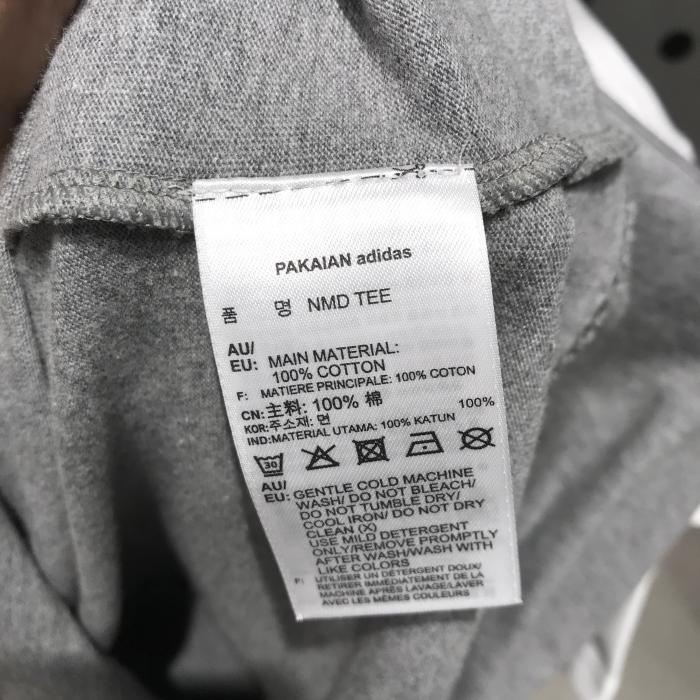 PAKAIAN adidas
품 명 NMD TEE
AU/
EU: MAIN MATERIAL:
100% COTTON
F: MATIERE PRINCIPALE: 100% COTON
CN:主料: 100% 棉
KOR:주소재: 면 100%
IND:MATERIAL UTAMA: 100% KATUN
30
AU/
EU: GENTLE COLD MACHINE
WASH/ DO NOT BLEACH/
DO NOT TUMBLE DRY/
COOL IRON/ DO NOT DRY
CLEAN (X)
USE MILD DETERGENT
ONLY/REMOVE PROMPTLY
AFTER WASH/WASH WITH
LIKE COLORS
F: UTILISER UN DÉTERGENT DOUX/
RETIRER IMMÉDIATEMENT DE LA
MACHINE APRÈS LAVAGE/LAVER
AVEC LES MÊMES COULEURS